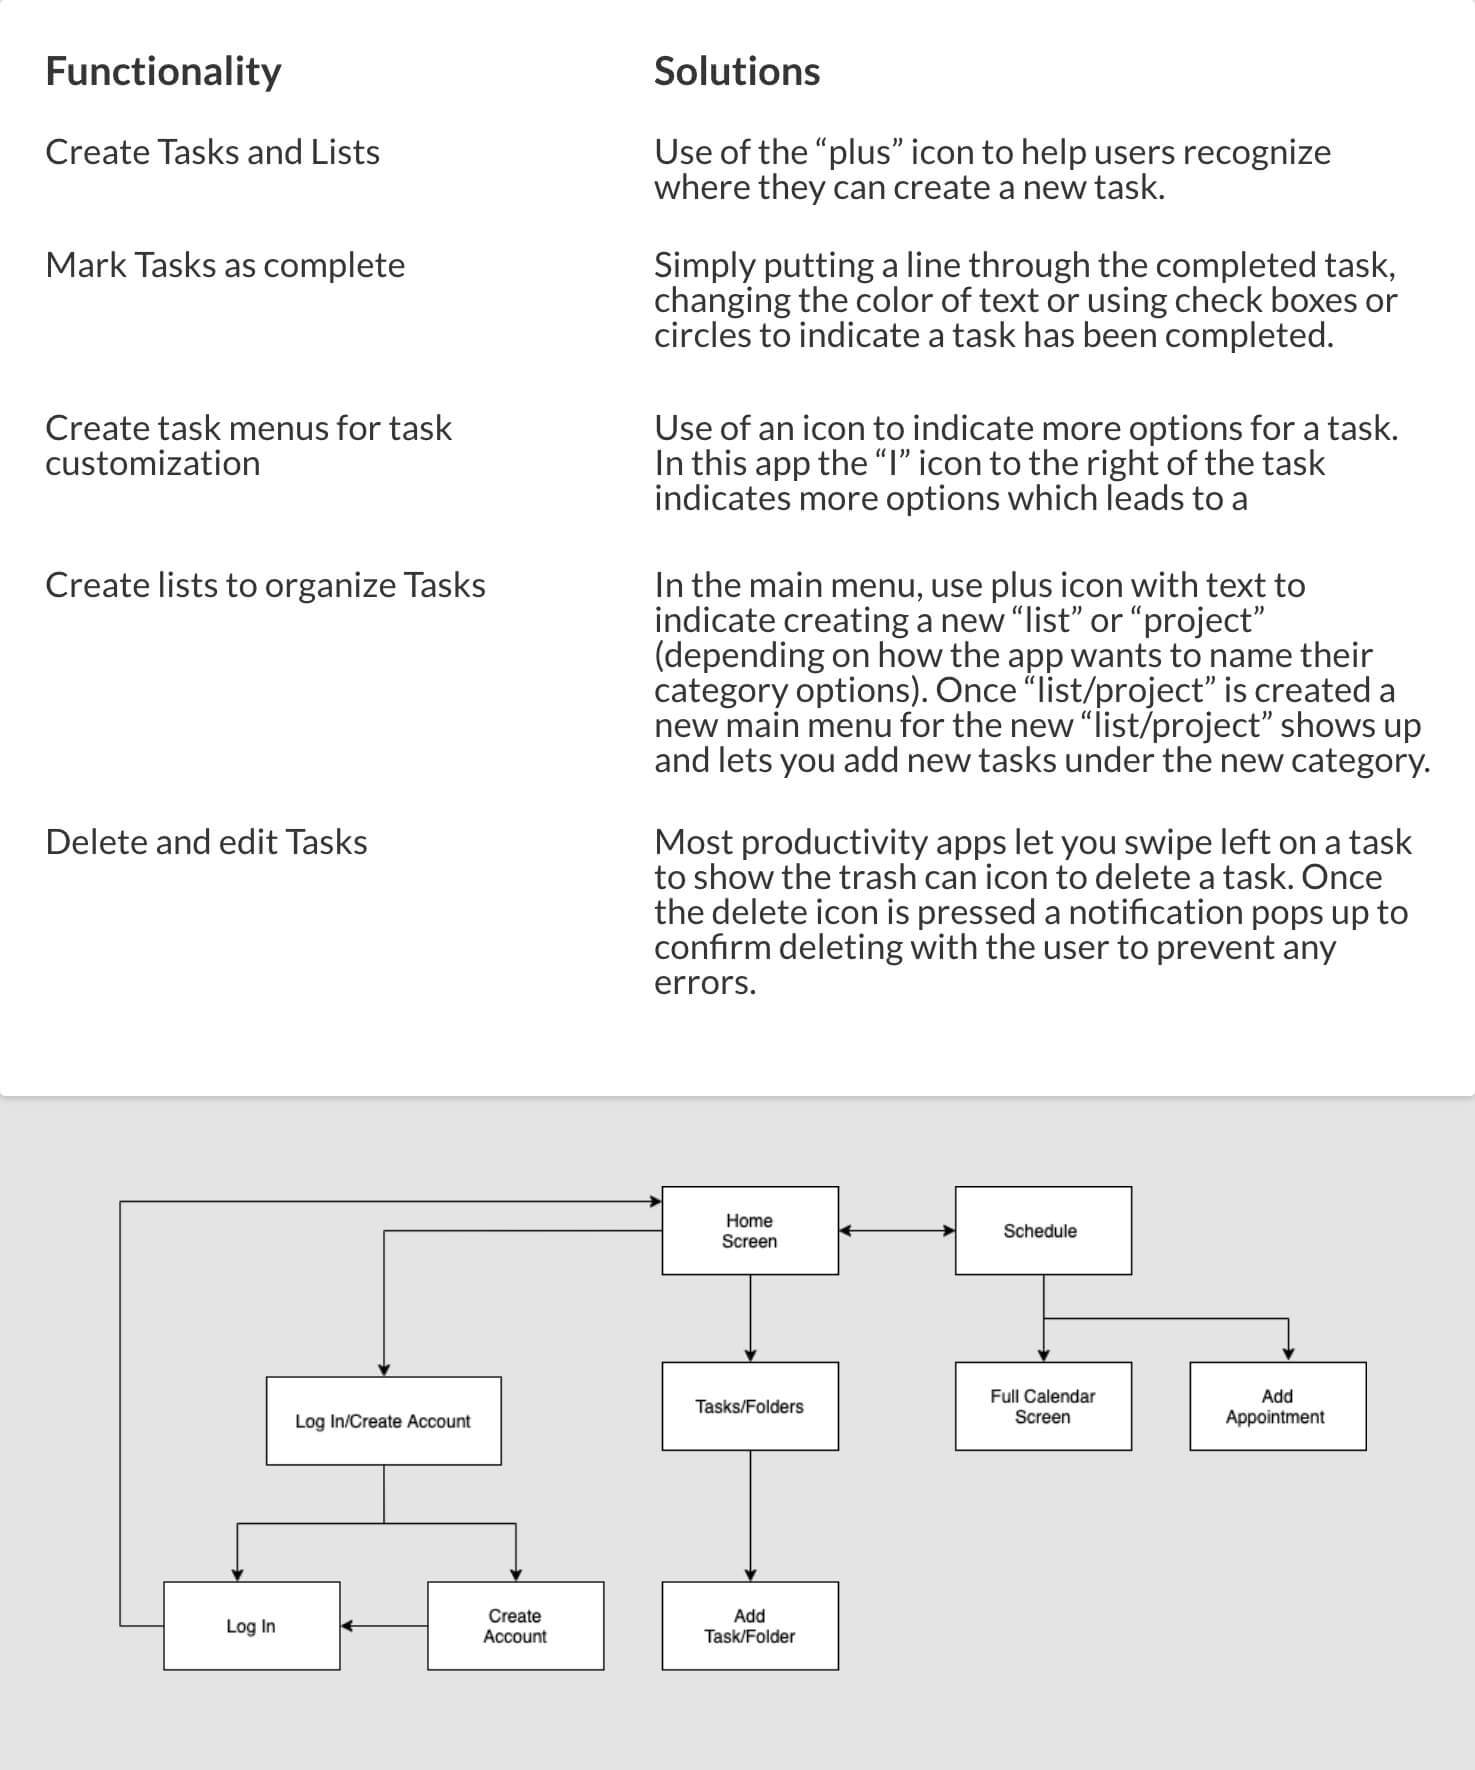 Functionality
Solutions
Create Tasks and Lists
Use of the “plus” icon to help users recognize
where they can create a new task.
Mark Tasks as complete
Simply putting a line through the completed task,
changing the color of text or using check boxes or
circles to indicate a task has been completed.
Create task menus for task
customization
Use of an icon to indicate more options for a task.
In this app the “I” icon to the right of the task
indicates more options which leads to a
Create lists to organize Tasks
In the main menu, use plus icon with text to
indicate creating a new “list” or “project”
(depending on how the app wants to name their
category options). Once “list/project” is created a
new main menu for the new “list/project” shows up
and lets you add new tasks under the new category.
Delete and edit Tasks
Most productivity apps let you swipe left on a task
to show the trash can icon to delete a task. Once
the delete icon is pressed a notification pops up to
confirm deleting with the user to prevent any
errors.
Home
Screen
Schedule
Log In/Create Account
Tasks/Folders
Full Calendar
Screen
Add
Appointment
Log In
Create
Account
Add
Task/Folder